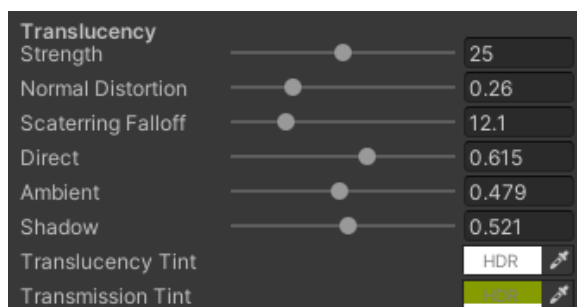 Translucency
Strength 25
Normal Distortion 0.26
Scaterring Falloff 12.1
Direct 0.615
Ambient 0.479
Shadow 0.521
Translucency Tint HDR
Transmission Tint HDR